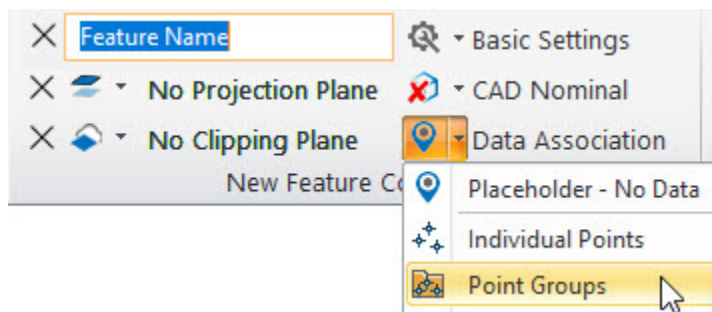 Feature Name
Basic Settings
No Projection Plane
CAD Nominal
No Clipping Plane
Data Association
New Feature Co
Placeholder - No Data
Individual Points
Point Groups